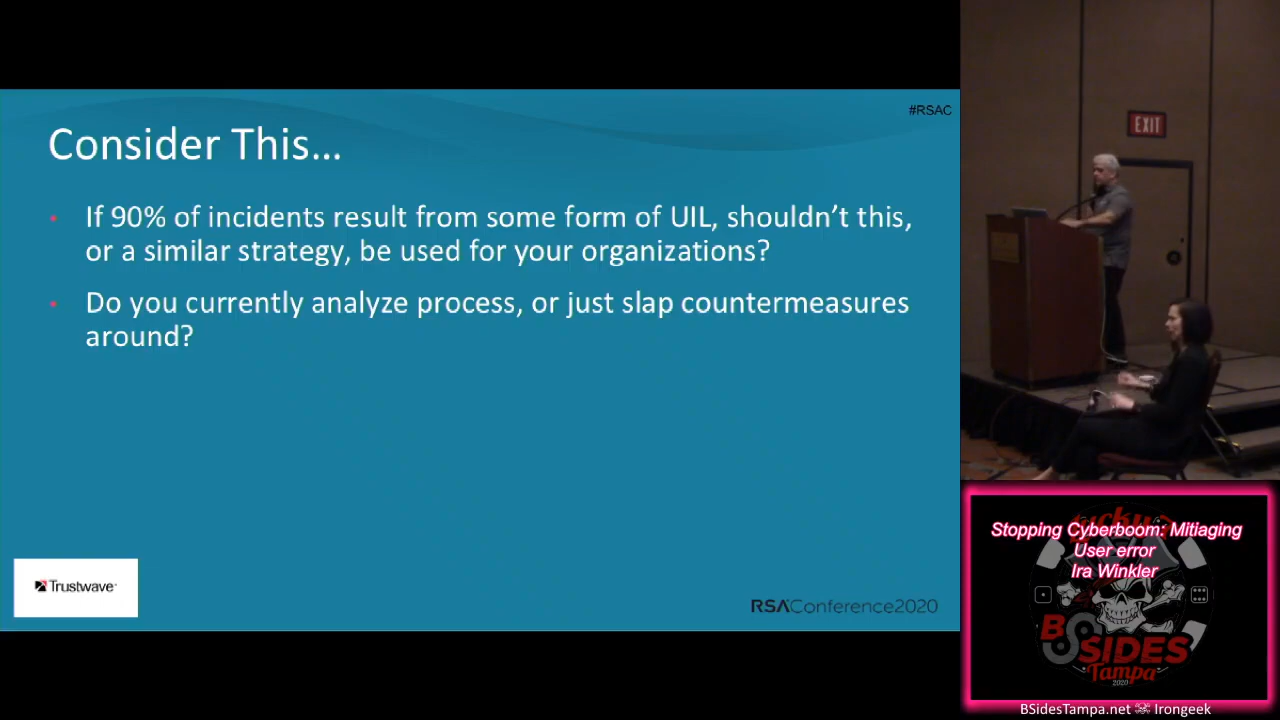 #RSAC
Consider This...
• If 90% of incidents result from some form of UIL, shouldn't this,
or a similar strategy, be used for your organizations?
• Do you currently analyze process, or just slap countermeasures
around?
Trustwave
RSAConference2020
EXIT
Stopping Cyberboom: Mitiaging
User error
Ira Winkler
BSIDES
Tampa
2020
BSidesTampa.net Irongeek